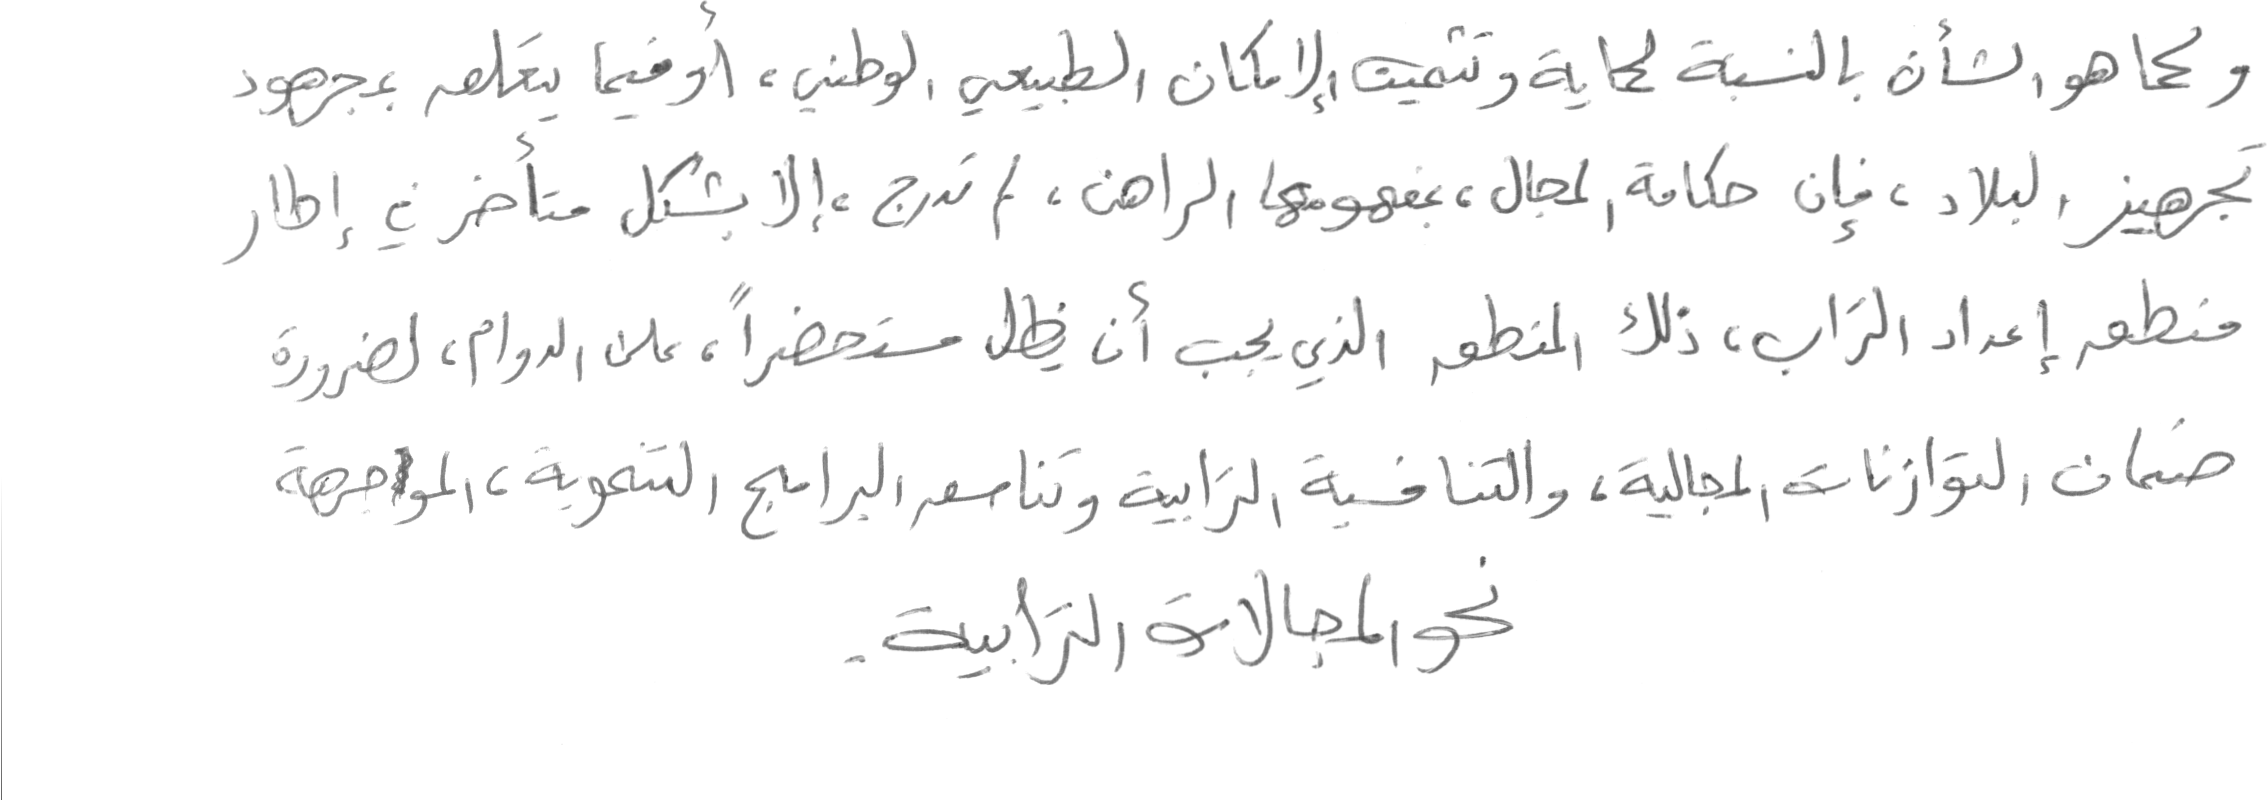 وكما هو الشأن بالنسبة لحماية وتثمين الإمكان الطبيعي الوطني، أو فيما يتعلق بجهود
تجهيز البلاد، فإن حكامة المجال، بمفهومها الراهن، لم تدرج، إلا بشكل متأخر في إطار
منطق إعداد التراب، ذلك المنطق الذي يجب أن يظل مستحضراً، على الدوام، لضرورة
ضمان التوازنات المجالية، والتنافسية الترابية وتناسق البرامج التنموية، الموجهة
نحو المجالات الترابية.